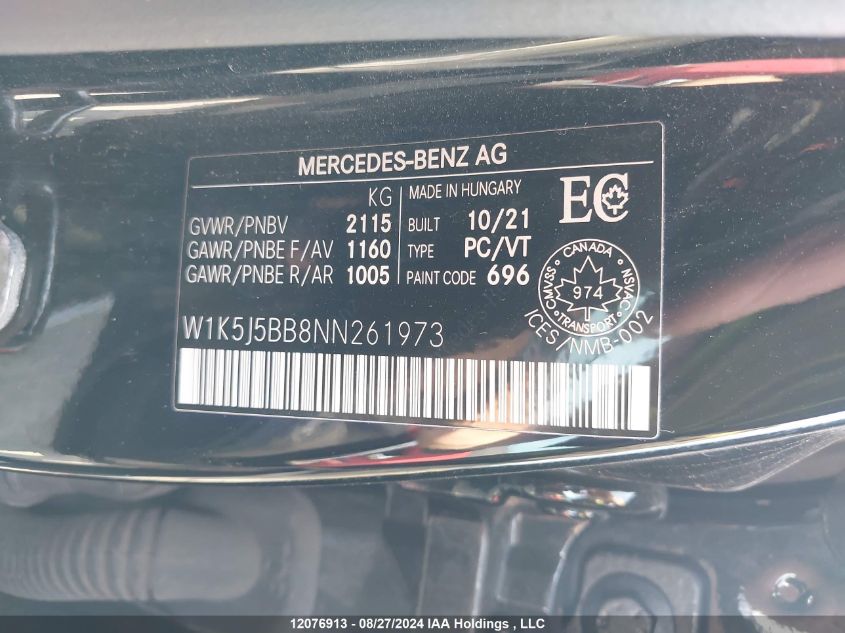 MERCEDES-BENZ AG
KG
GVWR/PNBV 2115
GAWR/PNBE F/AV 1160
GAWR/PNBE R/AR 1005
MADE IN HUNGARY
BUILT 10/21
TYPE PC/VT
PAINT CODE 696
EC
CANADA
CMVSS NSVAC
974
TRANSPORT
ICES/NMB-002
W1K5J5BB8NN261973
12076913 - 08/27/2024 IAA Holdings , LLC